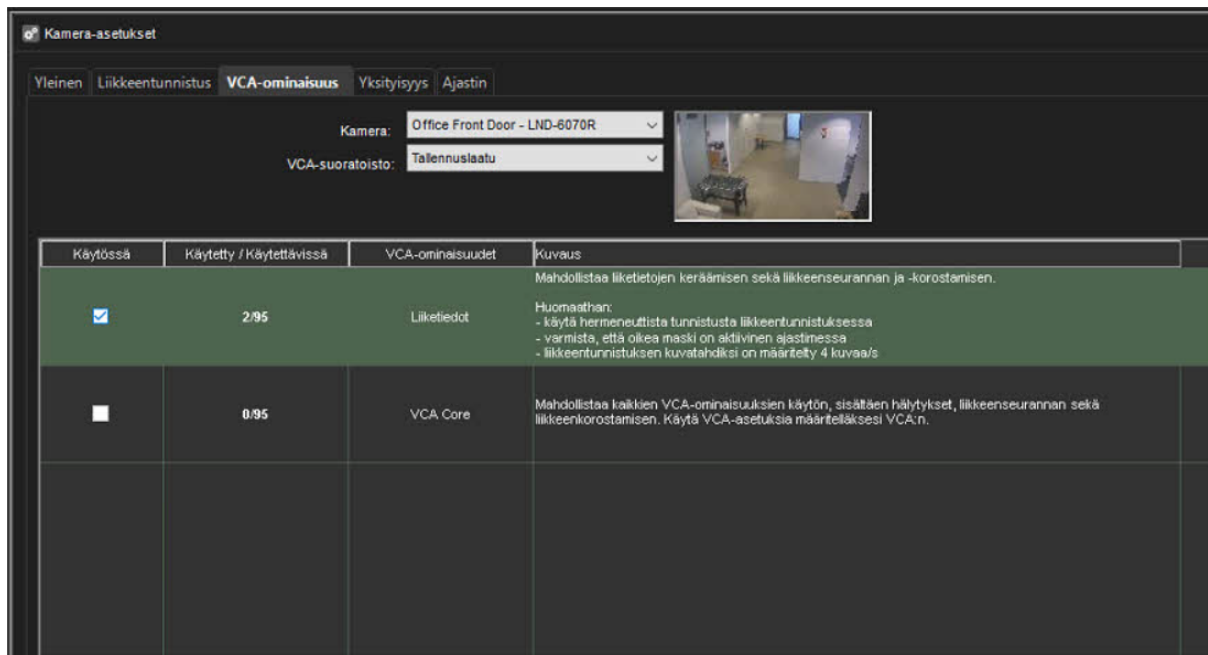 Kamera-asetukset
Yleinen Liikkeentunnistus VCA-ominaisuus Yksityisyys Ajastin
Kamera: Office Front Door - LND-6070R
VCA-suoratoisto: Tallennuslaatu
Käytössä Käytetty / Käytettävissä VCA-ominaisuudet Kuvaus
2/95 Liiketiedot
Mahdollistaa liiketietojen keräämisen sekä liikkeenseurannan ja -korostamisen.
Huomaathan:
- käytä hermeneuttista tunnistusta liikkeentunnistuksessa
- varmista, että oikea maski on aktiivinen ajastimessa
- liikkeentunnistuksen kuvatahdiksi on määritelty 4 kuvaa/s
0/95 VCA Core
Mahdollistaa kaikkien VCA-ominaisuuksien käytön, sisältäen hälytykset, liikkeenseurannan sekä
liikkeenkorostamisen. Käytä VCA-asetuksia määritelläksesi VCA:n.